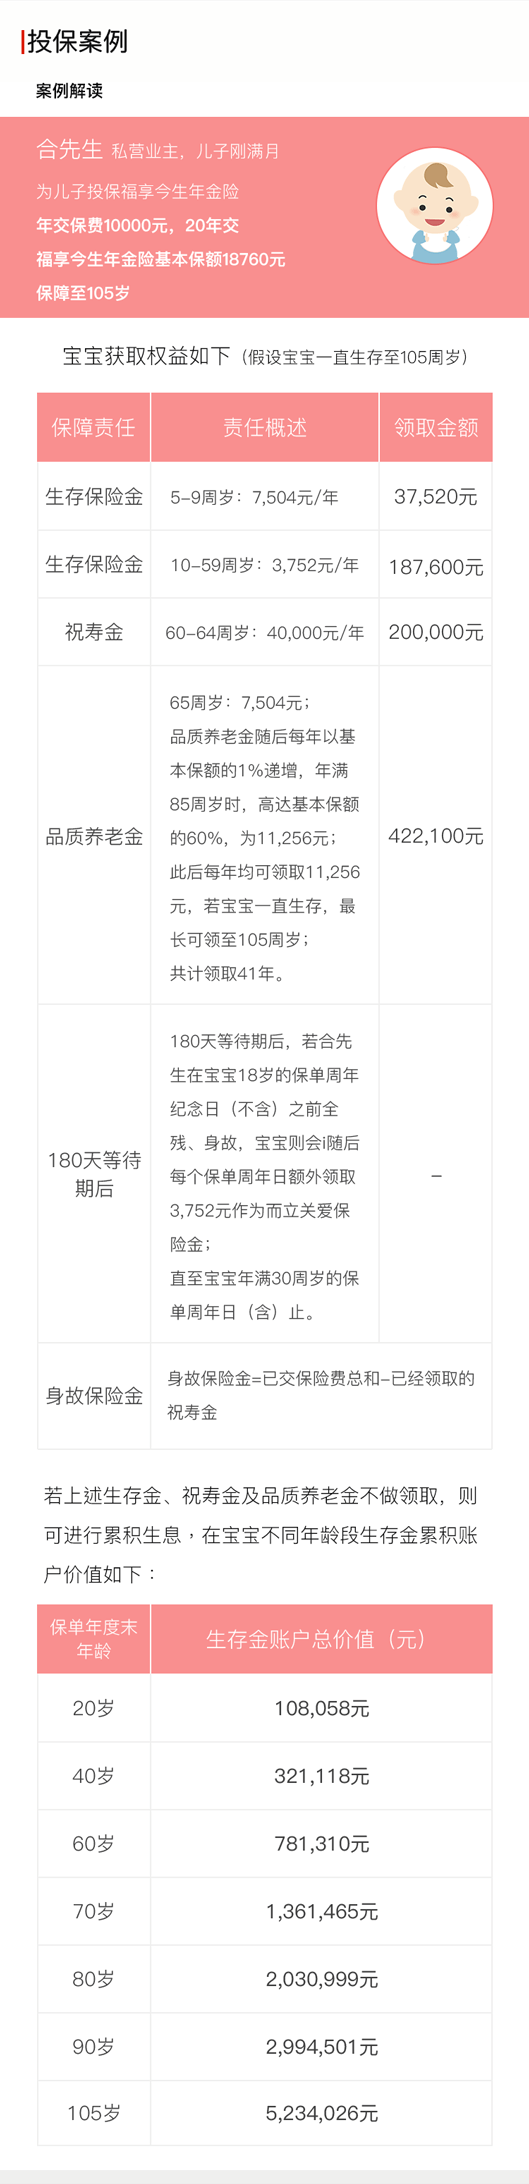 投保案例
案例解读
合先生 私营业主，儿子刚满月
为儿子投保福享今生年金险
年交保费10000元，20年交
福享今生年金险基本保额18760元
保障至105岁
宝宝获取权益如下（假设宝宝一直生存至105周岁）
保障责任 责任概述 领取金额
生存保险金 5-9周岁：7,504元/年 37,520元
生存保险金 10-59周岁：3,752元/年 187,600元
祝寿金 60-64周岁：40,000元/年 200,000元
品质养老金
65周岁：7,504元；
品质养老金随后每年以基
本保额的1%递增，年满
85周岁时，高达基本保额
的60%，为11,256元；
此后每年均可领取11,256
元，若宝宝一直生存，最
长可领至105周岁；
共计领取41年。
422,100元
180天等待
期后
180天等待期后，若合先
生在宝宝18岁的保单周年
纪念日（不含）之前全
残、身故，宝宝则会i随后
每个保单周年日额外领取
3,752元作为而立关爱保
险金；
直至宝宝年满30周岁的保
单周年日（含）止。
-
身故保险金
身故保险金=已交保险费总和-已经领取的
祝寿金
若上述生存金、祝寿金及品质养老金不做领取，则
可进行累积生息，在宝宝不同年龄段生存金累积账
户价值如下：
保单年度末
年龄
生存金账户总价值（元）
20岁 108,058元
40岁 321,118元
60岁 781,310元
70岁 1,361,465元
80岁 2,030,999元
90岁 2,994,501元
105岁 5,234,026元